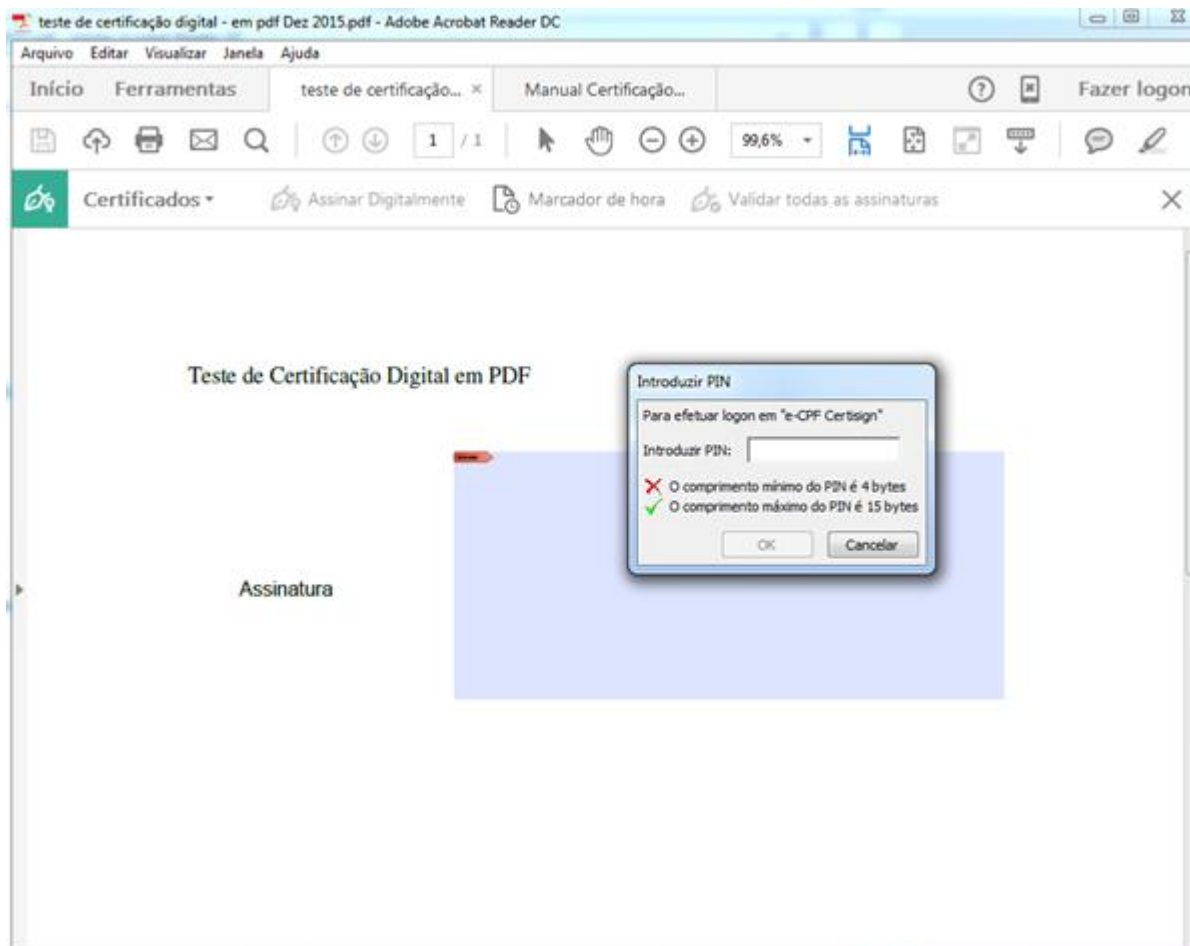 teste de certificação digital - em pdf Dez 2015.pdf - Adobe Acrobat Reader DC
Arquivo Editar Visualizar Janela Ajuda
Início Ferramentas teste de certificação... × Manual Certificação... ? Fazer logon
1 / 1 99,6%
Certificados Assinar Digitalmente Marcador de hora Validar todas as assinaturas
Teste de Certificação Digital em PDF
Introduzir PIN
Para efetuar logon em "e-CPF Certisign"
Introduzir PIN:
O comprimento mínimo do PIN é 4 bytes
O comprimento máximo do PIN é 15 bytes
OK Cancelar
Assinatura